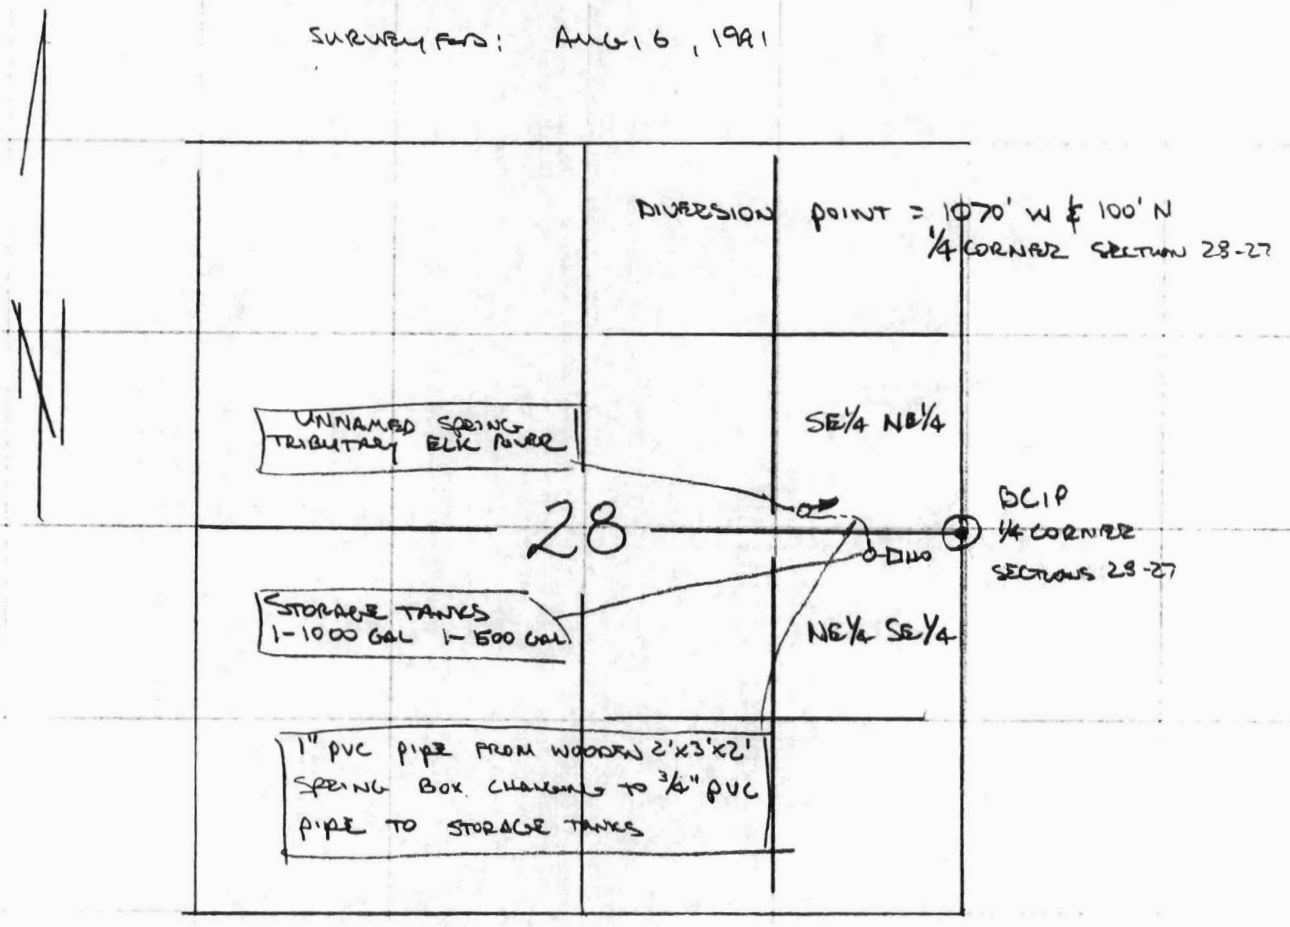 SURVEYED: AUG 16, 1991
DIVERSION POINT = 1070' W & 100' N
1/4 CORNER SECTION 28-27
N
UNNAMED SPRING
TRIBUTARY ELK RIVER
SE1/4 NE1/4
28
BCIP
1/4 CORNER
SECTIONS 28-27
STORAGE TANKS
1-1000 GAL 1-500 GAL
NE1/4 SE1/4
1" PVC PIPE FROM WOODEN 2'X3'X2'
SPRING BOX CHANGING TO 3/4" PVC
PIPE TO STORAGE TANKS